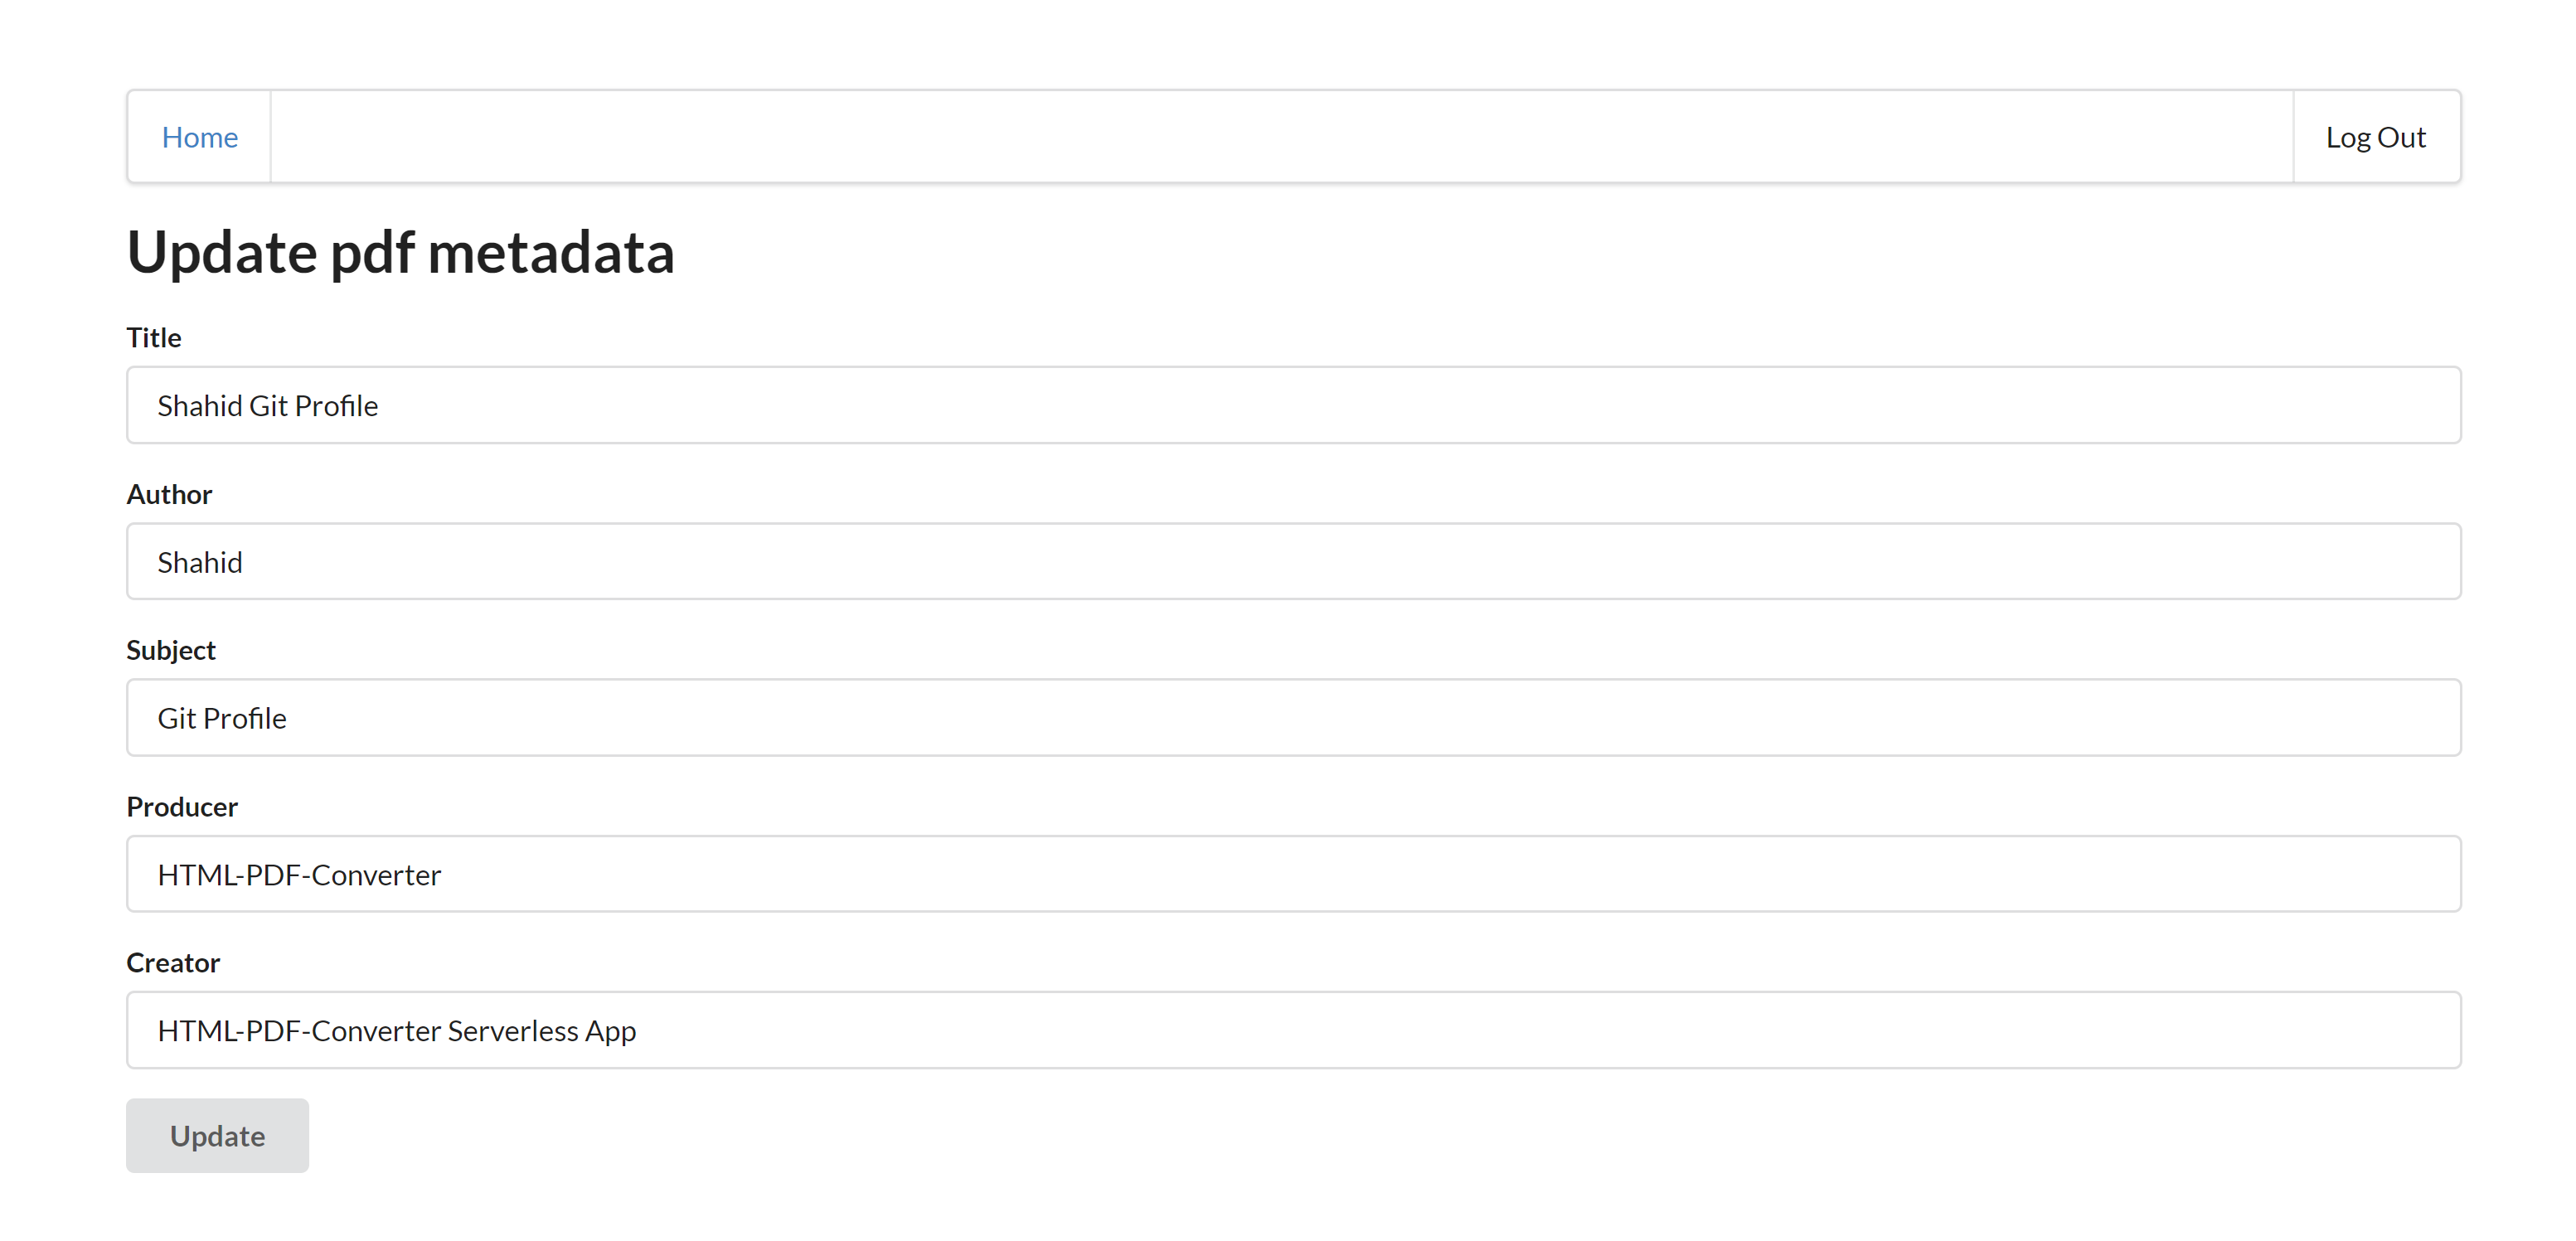 Home
Log Out
Update pdf metadata
Title
Shahid Git Profile
Author
Shahid
Subject
Git Profile
Producer
HTML-PDF-Converter
Creator
HTML-PDF-Converter Serverless App
Update